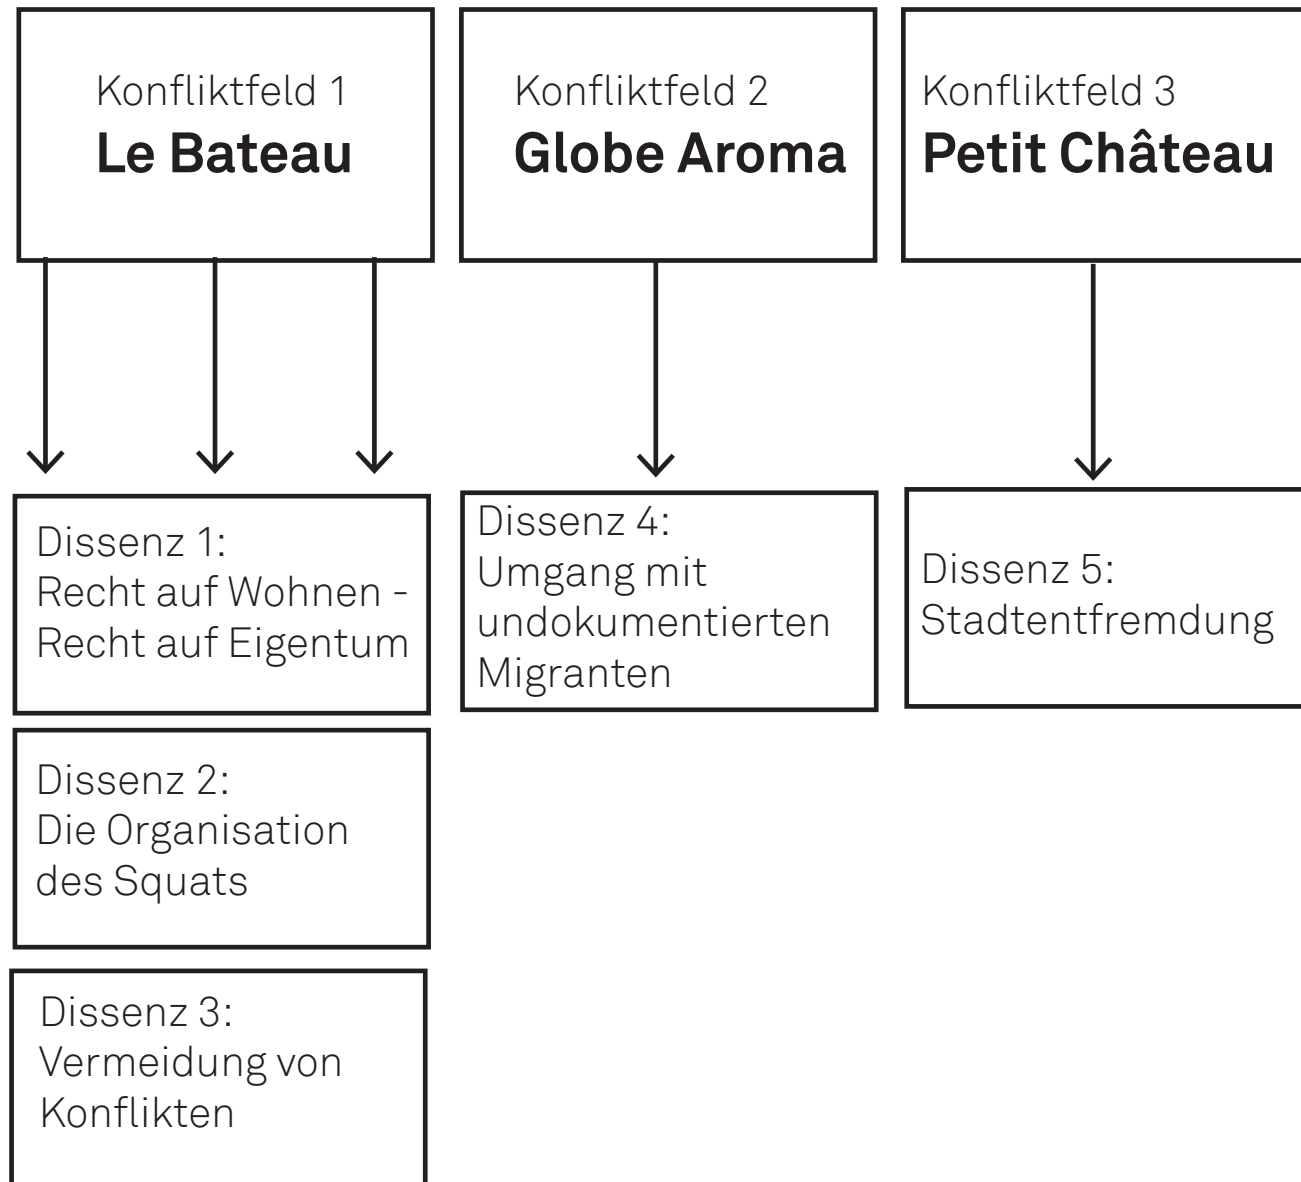 Konfliktfeld 1
Le Bateau
Konfliktfeld 2
Globe Aroma
Konfliktfeld 3
Petit Château
Dissenz 1:
Recht auf Wohnen -
Recht auf Eigentum
Dissenz 2:
Die Organisation
des Squats
Dissenz 3:
Vermeidung von
Konflikten
Dissenz 4:
Umgang mit
undokumentierten
Migranten
Dissenz 5:
Stadtentfremdung